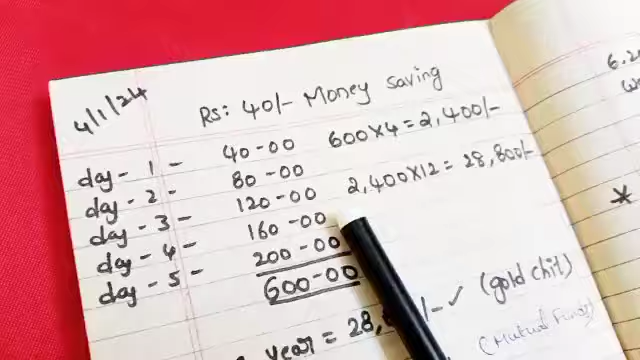 4/1/24
Rs: 40/- Money saving
day - 1 - 40-00 600x4 = 2,400/-
day - 2 - 80-00
day - 3 - 120-00 2,400x12 = 28,800/-
day - 4 - 160-00
day - 5 - 200-00
600-00
year = 28, /- ✓ (gold chit)
(Mutual Fund)
6.2
*